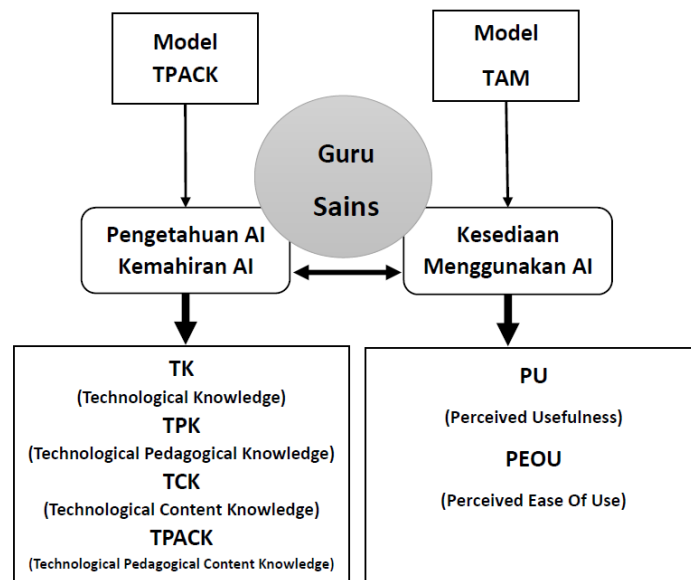 Model
TPACK
Model
TAM
Guru
Sains
Pengetahuan AI
Kemahiran AI
Kesediaan
Menggunakan AI
TK
(Technological Knowledge)
TPK
(Technological Pedagogical Knowledge)
TCK
(Technological Content Knowledge)
TPACK
(Technological Pedagogical Content Knowledge)
PU
(Perceived Usefulness)
PEOU
(Perceived Ease Of Use)